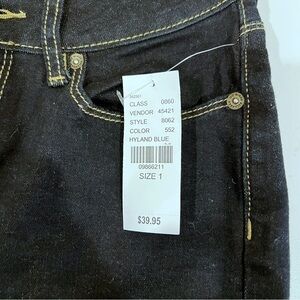 CLASS 0860
VENDOR 45421
STYLE 8062
COLOR 552
HYLAND BLUE
09866211
SIZE 1
$39.95